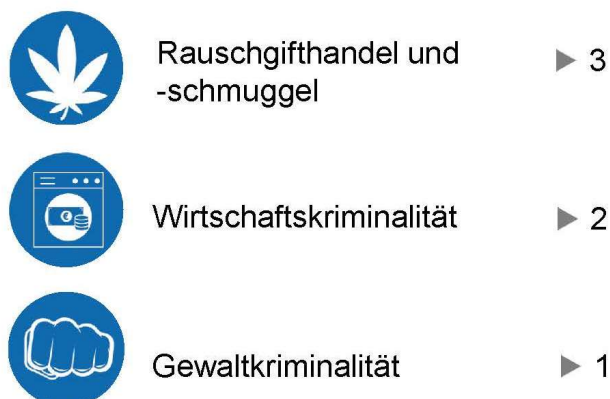 Rauschgifthandel und ▶ 3
-schmuggel
Wirtschaftskriminalität ▶ 2
Gewaltkriminalität ▶ 1